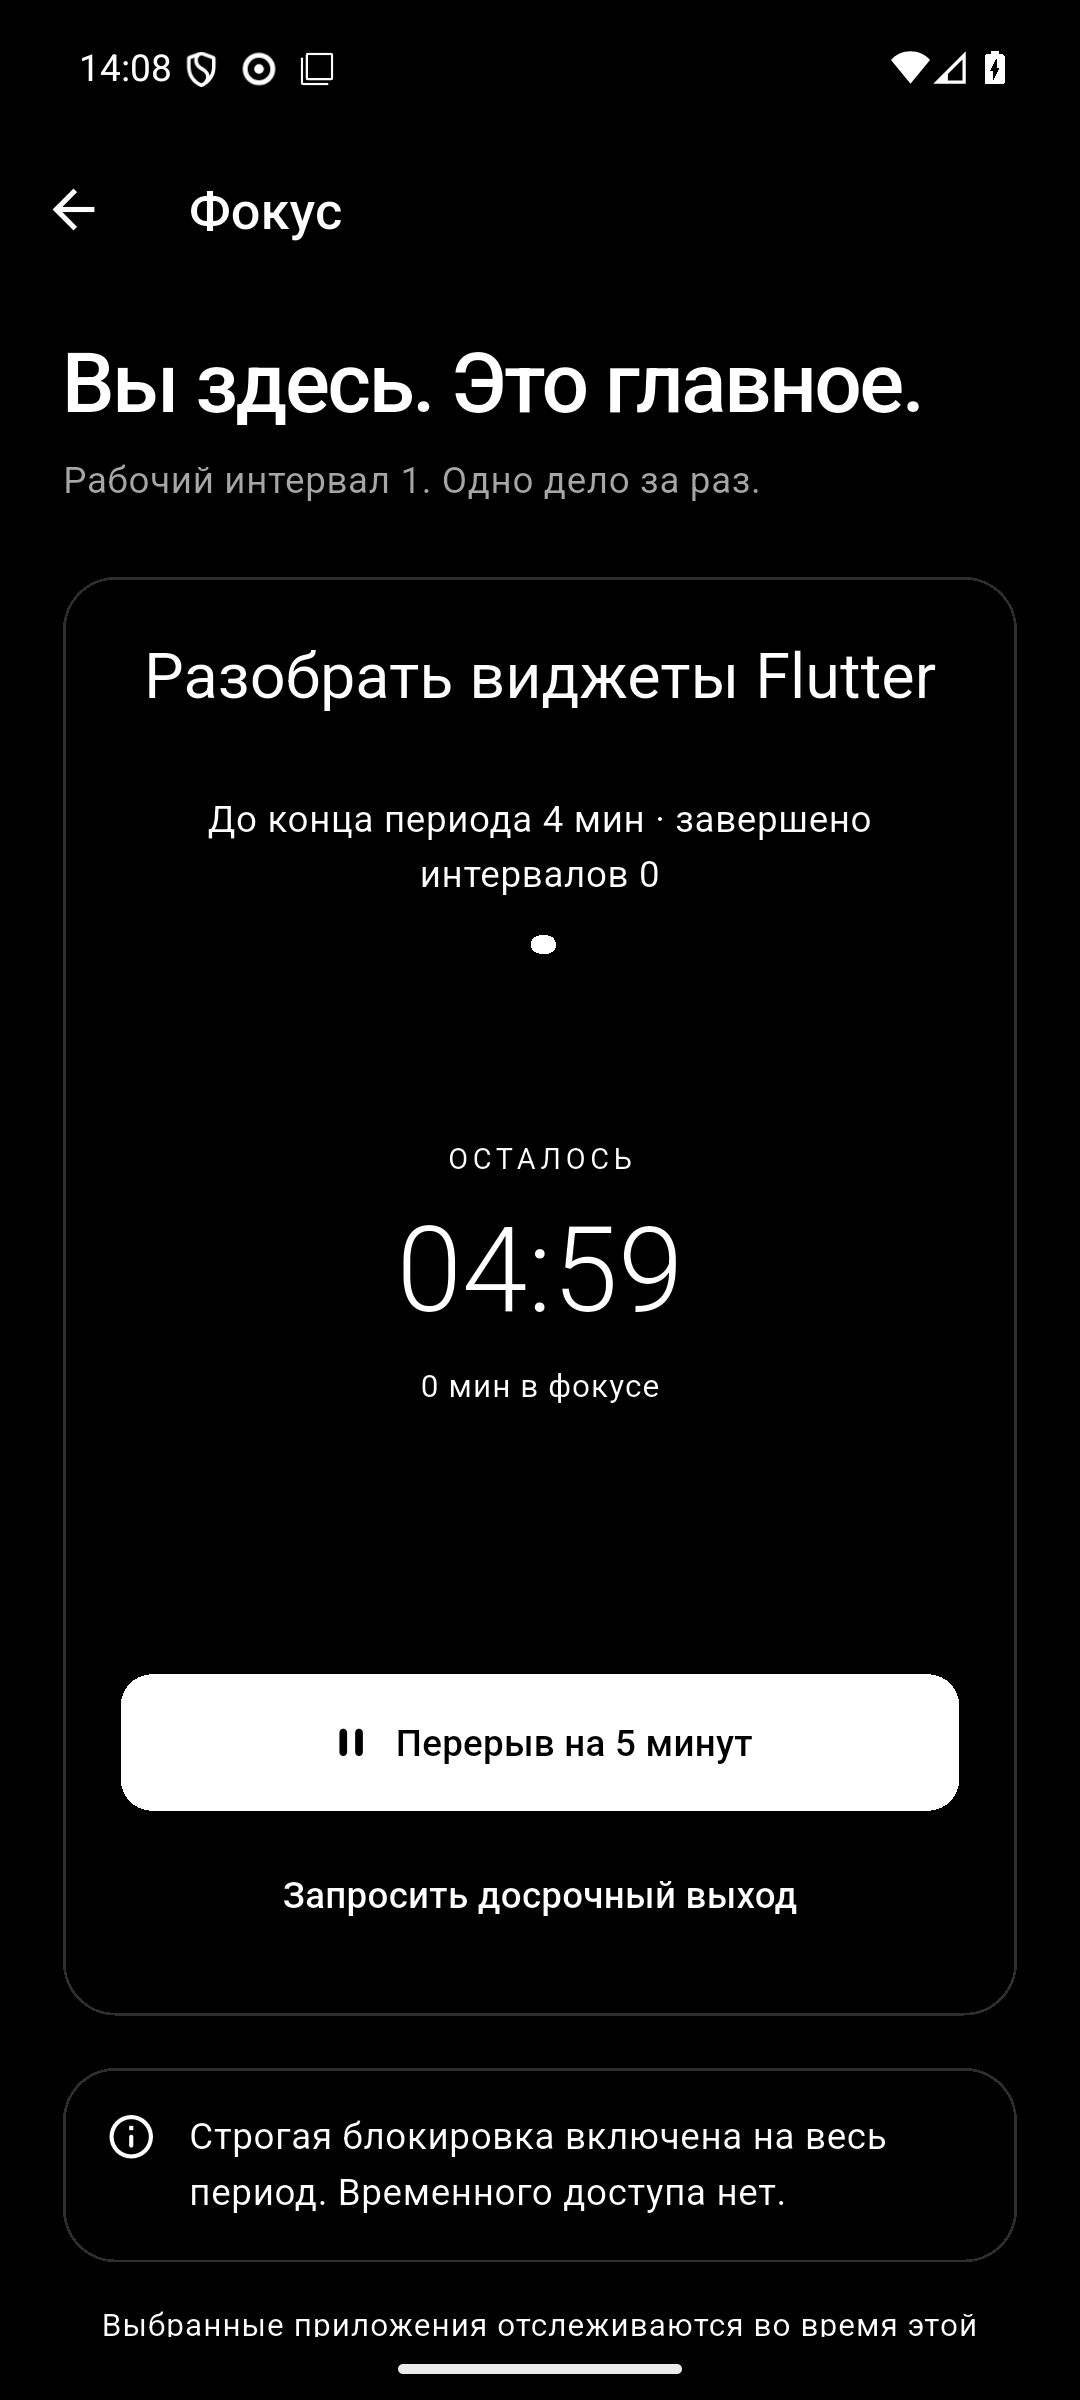 14:08
Фокус
Вы здесь. Это главное.
Рабочий интервал 1. Одно дело за раз.
Разобрать виджеты Flutter
До конца периода 4 мин · завершено
интервалов 0
ОСТАЛОСЬ
04:59
0 мин в фокусе
Перерыв на 5 минут
Запросить досрочный выход
Строгая блокировка включена на весь
период. Временного доступа нет.
Выбранные приложения отслеживаются во время этой